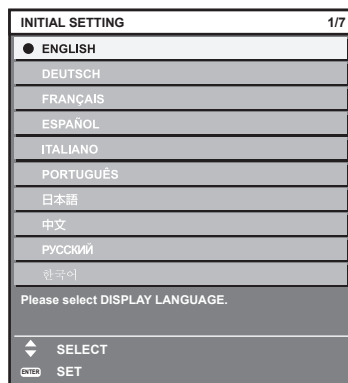 INITIAL SETTING 1/7
ENGLISH
DEUTSCH
FRANÇAIS
ESPAÑOL
ITALIANO
PORTUGUÊS
日本語
中文
РУССКИЙ
한국어
Please select DISPLAY LANGUAGE.
SELECT
ENTER SET